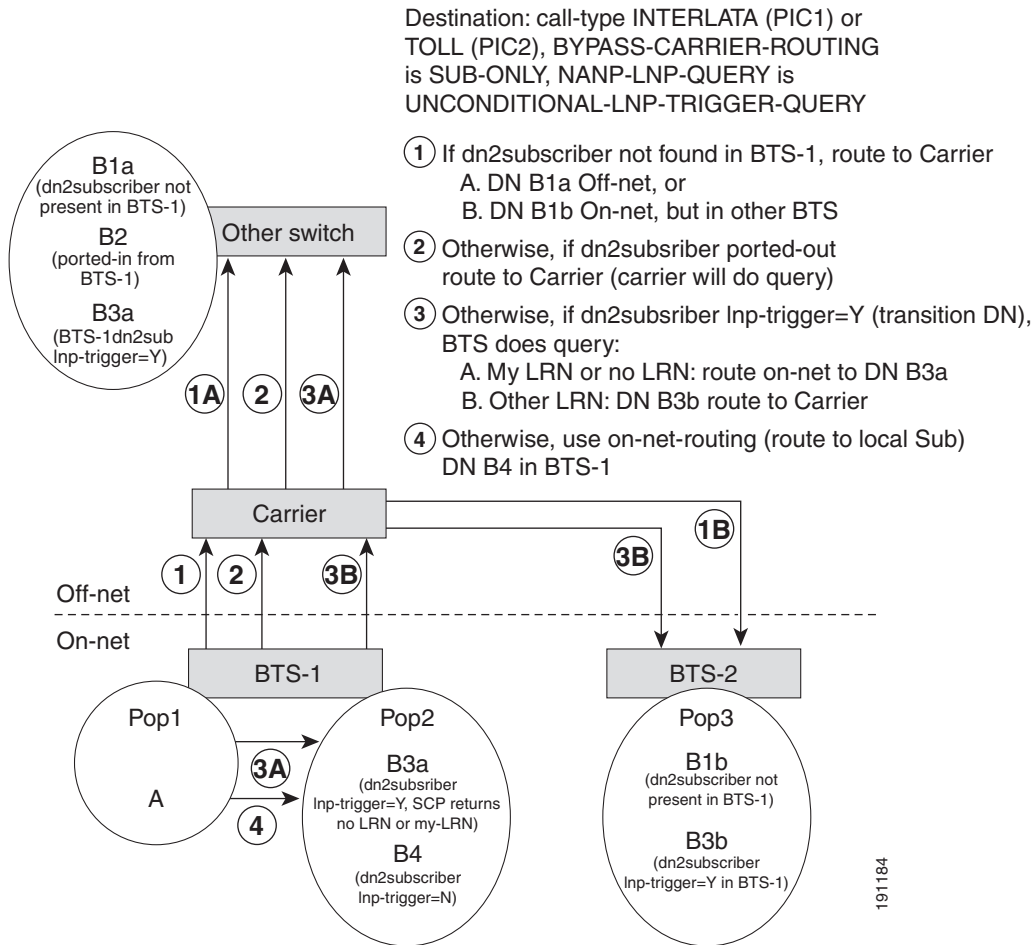 Destination: call-type INTERLATA (PIC1) or
TOLL (PIC2), BYPASS-CARRIER-ROUTING
is SUB-ONLY, NANP-LNP-QUERY is
UNCONDITIONAL-LNP-TRIGGER-QUERY
1 If dn2subscriber not found in BTS-1, route to Carrier
A. DN B1a Off-net, or
B. DN B1b On-net, but in other BTS
2 Otherwise, if dn2subsriber ported-out
route to Carrier (carrier will do query)
3 Otherwise, if dn2subsriber lnp-trigger=Y (transition DN),
BTS does query:
A. My LRN or no LRN: route on-net to DN B3a
B. Other LRN: DN B3b route to Carrier
4 Otherwise, use on-net-routing (route to local Sub)
DN B4 in BTS-1
B1a
(dn2subscriber not
present in BTS-1)
B2
(ported-in from
BTS-1)
B3a
(BTS-1dn2sub
lnp-trigger=Y)
Other switch
1A
2
3A
Carrier
1
2
3B
3B
1B
Off-net
On-net
BTS-1
BTS-2
Pop1
A
3A
4
Pop2
B3a
(dn2subsriber
lnp-trigger=Y, SCP returns
no LRN or my-LRN)
B4
(dn2subscriber
lnp-trigger=N)
Pop3
B1b
(dn2subscriber not
present in BTS-1)
B3b
(dn2subscriber
lnp-trigger=Y in BTS-1)
191184